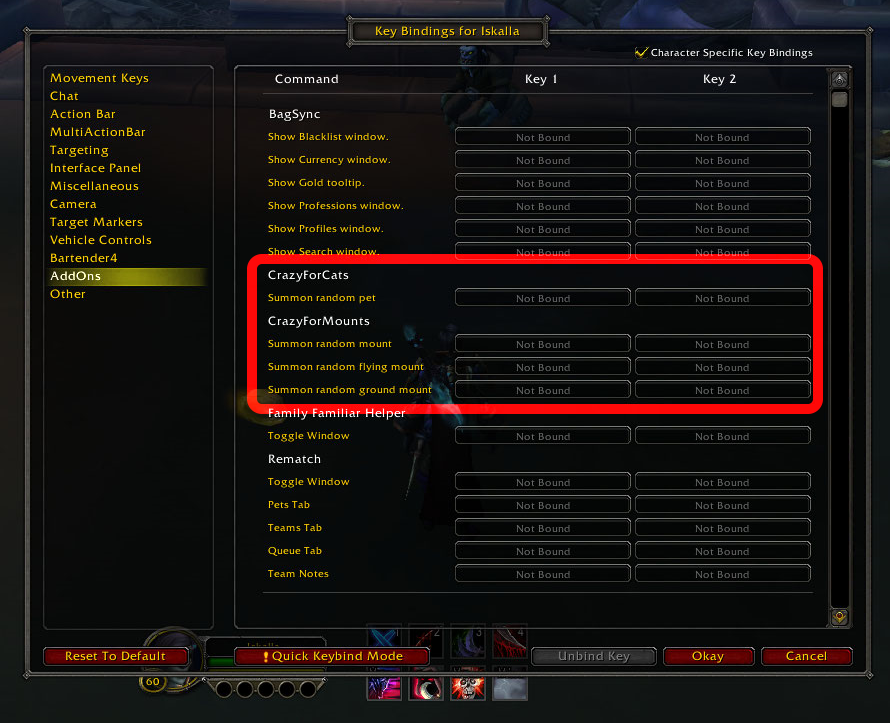 Key Bindings for Iskalla
Character Specific Key Bindings
Movement Keys
Chat
Action Bar
MultiActionBar
Targeting
Interface Panel
Miscellaneous
Camera
Target Markers
Vehicle Controls
Bartender4
AddOns
Other
Command Key 1 Key 2
BagSync
Show Blacklist window. Not Bound Not Bound
Show Currency window. Not Bound Not Bound
Show Gold tooltip. Not Bound Not Bound
Show Professions window. Not Bound Not Bound
Show Profiles window. Not Bound Not Bound
Show Search window. Not Bound Not Bound
CrazyForCats
Summon random pet Not Bound Not Bound
CrazyForMounts
Summon random mount Not Bound Not Bound
Summon random flying mount Not Bound Not Bound
Summon random ground mount Not Bound Not Bound
Family Familiar Helper
Toggle Window Not Bound Not Bound
Rematch
Toggle Window Not Bound Not Bound
Pets Tab Not Bound Not Bound
Teams Tab Not Bound Not Bound
Queue Tab Not Bound Not Bound
Team Notes Not Bound Not Bound
1 2 3 4
Reset To Default ! Quick Keybind Mode Unbind Key Okay Cancel
60